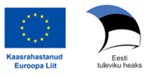 Kaasrahastanud
Euroopa Liit
Eesti
tuleviku heaks